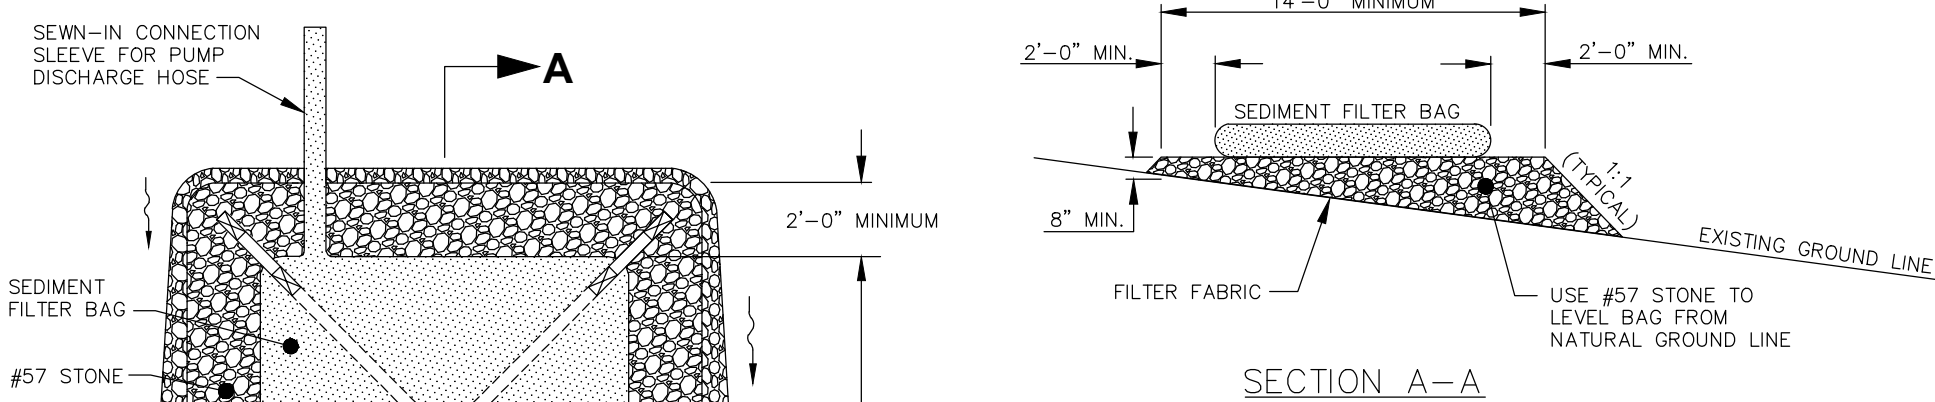 SEWN-IN CONNECTION
SLEEVE FOR PUMP
DISCHARGE HOSE
A
2'-0" MINIMUM
SEDIMENT
FILTER BAG
#57 STONE
14'-0" MINIMUM
2'-0" MIN.
2'-0" MIN.
SEDIMENT FILTER BAG
1:1
(TYPICAL)
8" MIN.
EXISTING GROUND LINE
FILTER FABRIC
USE #57 STONE TO
LEVEL BAG FROM
NATURAL GROUND LINE
SECTION A-A